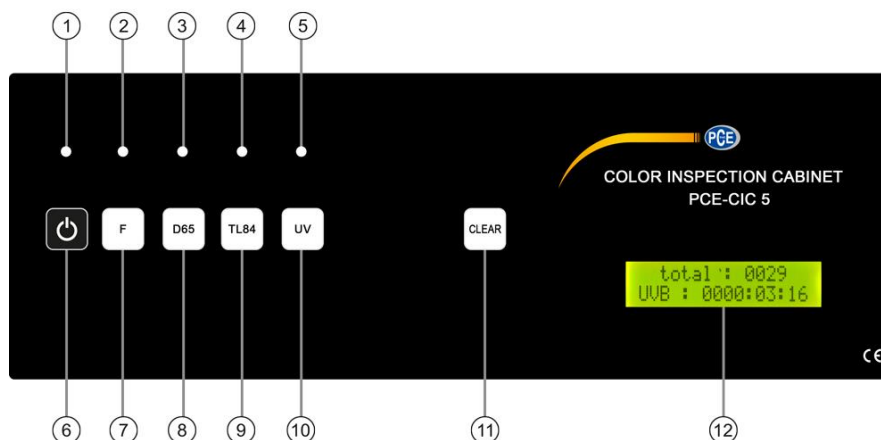 1 2 3 4 5
PCE
COLOR INSPECTION CABINET
PCE-CIC 5
F D65 TL84 UV CLEAR
total : 0029
UVB : 0000:03:16
CE
6 7 8 9 10 11 12